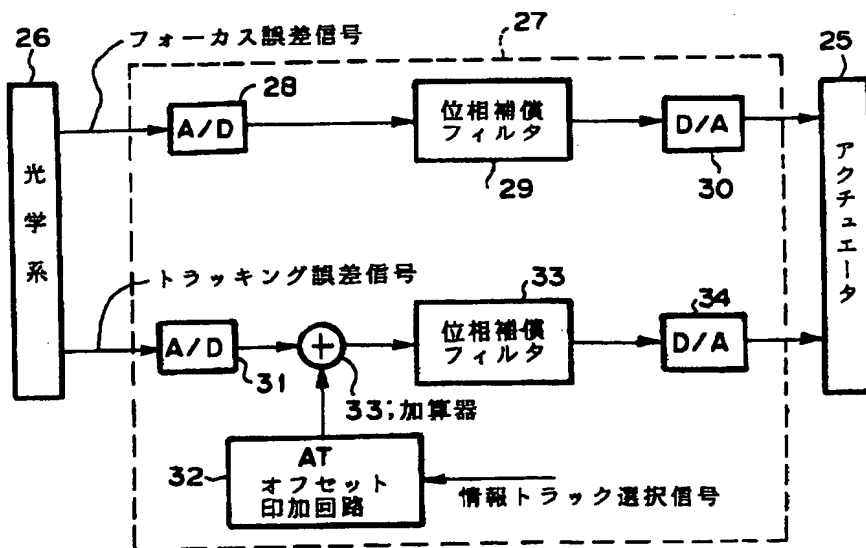 26
フォーカス誤差信号
27
25
28
A/D
位相補償
フィルタ
29
D/A
30
光学系
アクチュエータ
トラッキング誤差信号
33
34
A/D
31
+
位相補償
フィルタ
D/A
33;加算器
32
AT
オフセット
印加回路
情報トラック選択信号